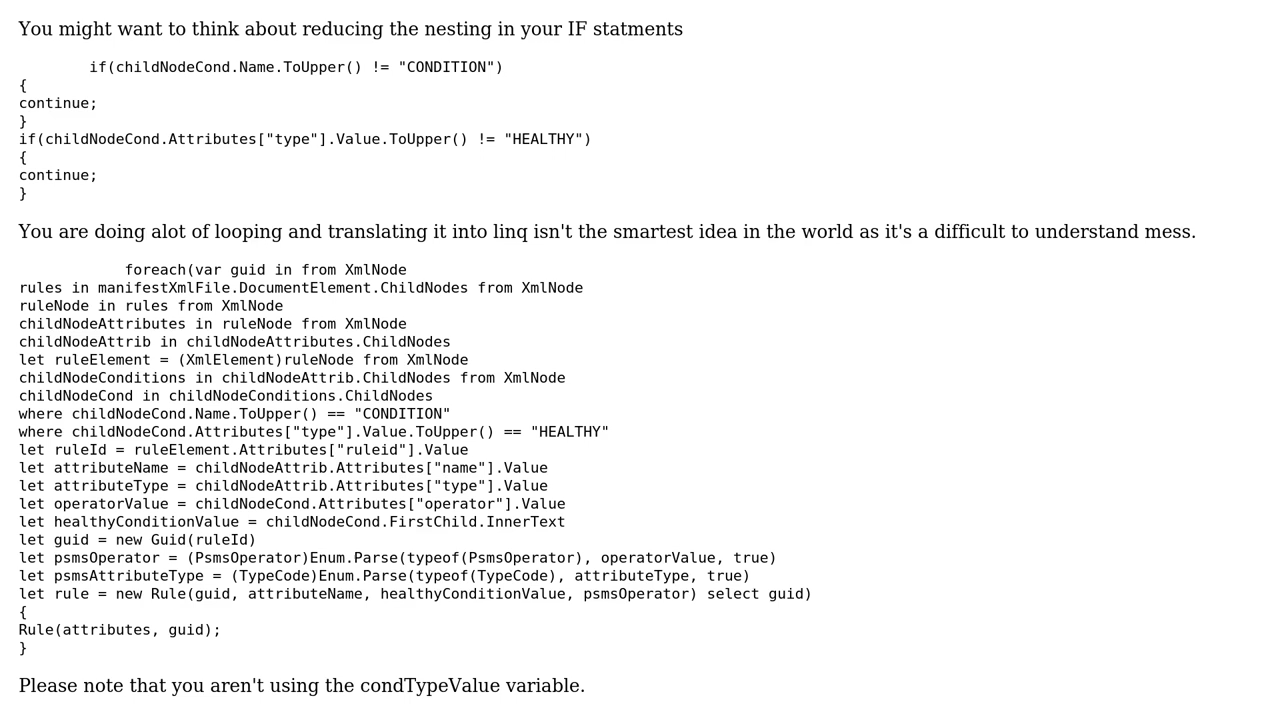 You might want to think about reducing the nesting in your IF statments
if(childNodeCond.Name.ToUpper() != "CONDITION")
{
continue;
}
if(childNodeCond.Attributes["type"].Value.ToUpper() != "HEALTHY")
{
continue;
}
You are doing alot of looping and translating it into linq isn't the smartest idea in the world as it's a difficult to understand mess.
foreach(var guid in from XmlNode
rules in manifestXmlFile.DocumentElement.ChildNodes from XmlNode
ruleNode in rules from XmlNode
childNodeAttributes in ruleNode from XmlNode
childNodeAttrib in childNodeAttributes.ChildNodes
let ruleElement = (XmlElement)ruleNode from XmlNode
childNodeConditions in childNodeAttrib.ChildNodes from XmlNode
childNodeCond in childNodeConditions.ChildNodes
where childNodeCond.Name.ToUpper() == "CONDITION"
where childNodeCond.Attributes["type"].Value.ToUpper() == "HEALTHY"
let ruleId = ruleElement.Attributes["ruleid"].Value
let attributeName = childNodeAttrib.Attributes["name"].Value
let attributeType = childNodeAttrib.Attributes["type"].Value
let operatorValue = childNodeCond.Attributes["operator"].Value
let healthyConditionValue = childNodeCond.FirstChild.InnerText
let guid = new Guid(ruleId)
let psmsOperator = (PsmsOperator)Enum.Parse(typeof(PsmsOperator), operatorValue, true)
let psmsAttributeType = (TypeCode)Enum.Parse(typeof(TypeCode), attributeType, true)
let rule = new Rule(guid, attributeName, healthyConditionValue, psmsOperator) select guid)
{
Rule(attributes, guid);
}
Please note that you aren't using the condTypeValue variable.